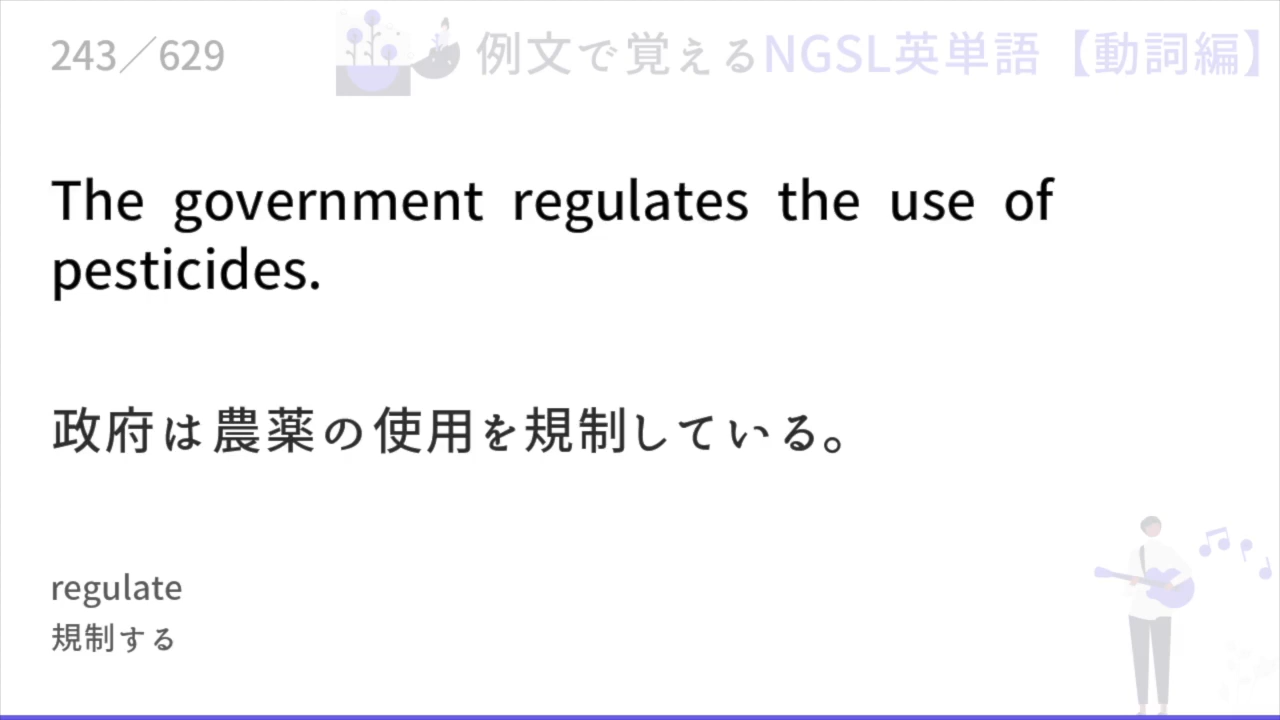 243／629
例文で覚えるNGSL英単語【動詞編】
The government regulates the use of
pesticides.
政府は農薬の使用を規制している。
regulate
規制する